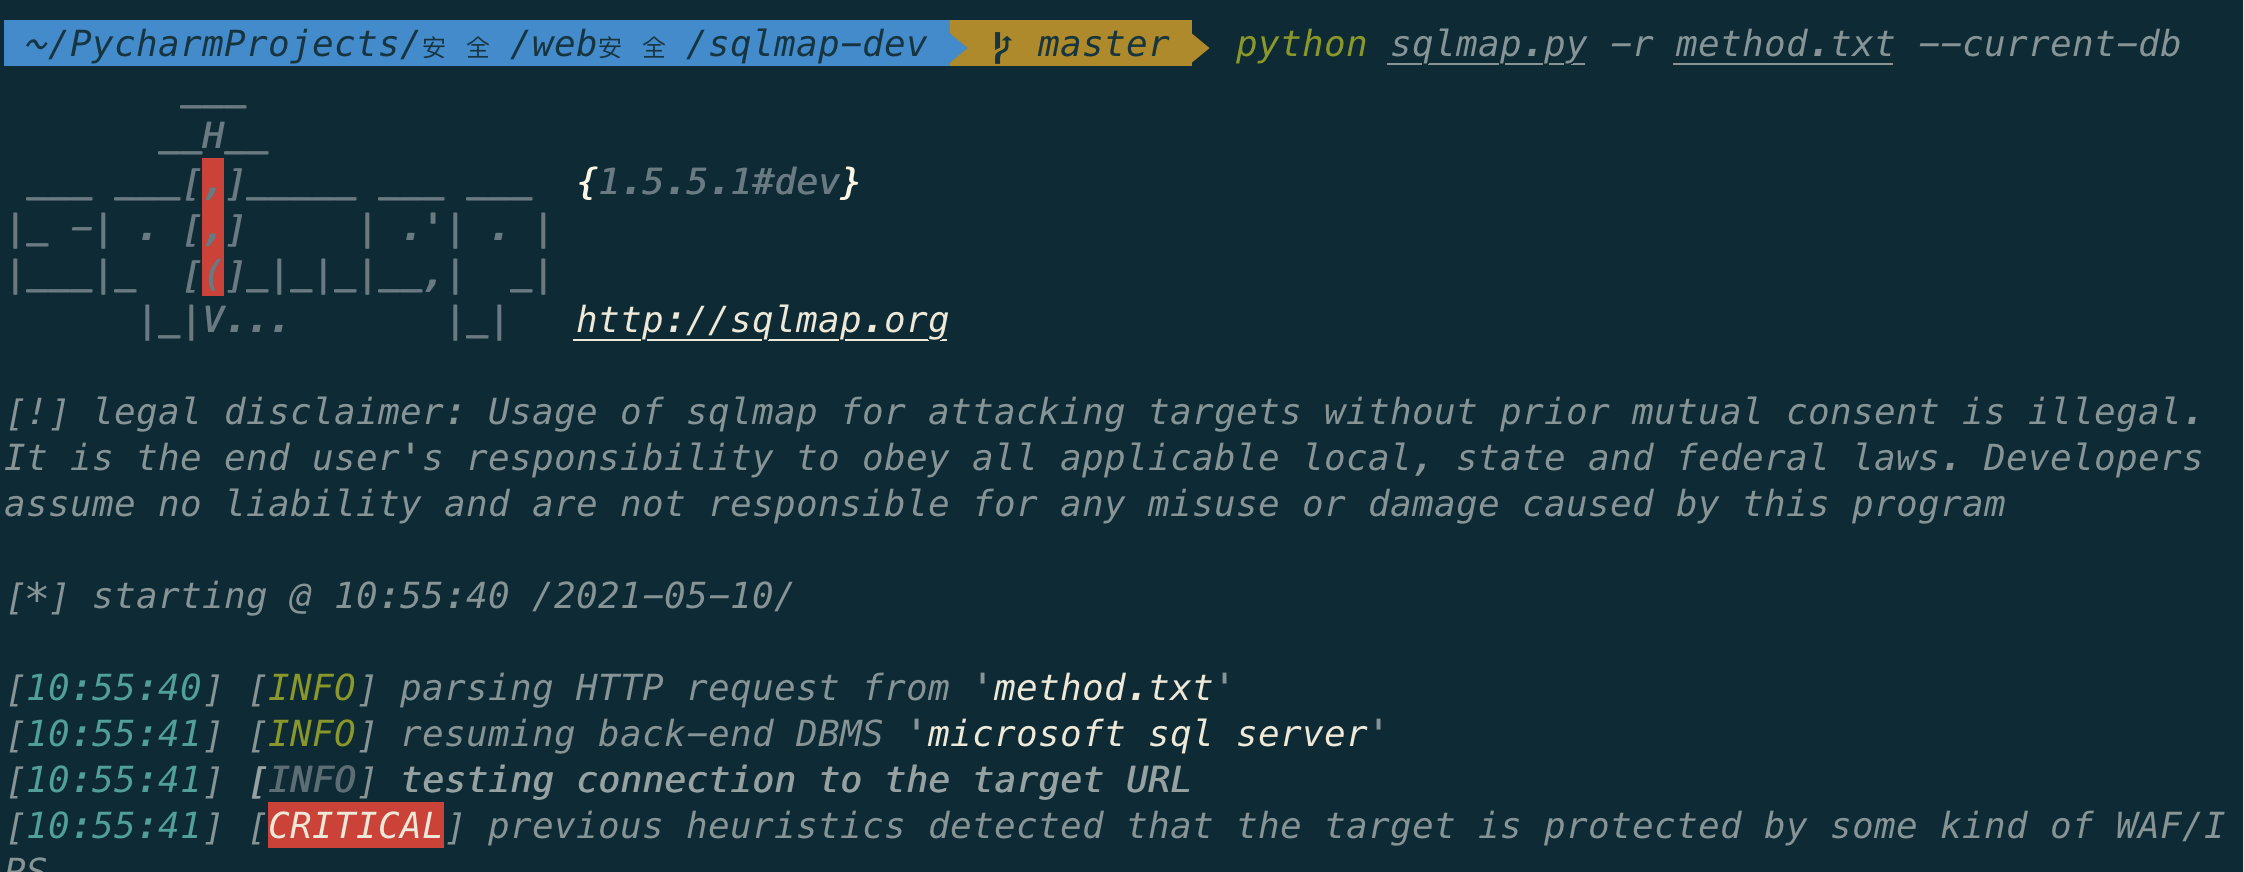 ~/PycharmProjects/安全/web安全/sqlmap-dev master python sqlmap.py -r method.txt --current-db
        ___
       __H__
 ___ ___[,]_____ ___ ___  {1.5.5.1#dev}
|_ -| . [,]     | .'| . |
|___|_  [(]_|_|_|__,|  _|
      |_|V...       |_|   http://sqlmap.org
[!] legal disclaimer: Usage of sqlmap for attacking targets without prior mutual consent is illegal.
It is the end user's responsibility to obey all applicable local, state and federal laws. Developers
assume no liability and are not responsible for any misuse or damage caused by this program
[*] starting @ 10:55:40 /2021-05-10/
[10:55:40] [INFO] parsing HTTP request from 'method.txt'
[10:55:41] [INFO] resuming back-end DBMS 'microsoft sql server'
[10:55:41] [INFO] testing connection to the target URL
[10:55:41] [CRITICAL] previous heuristics detected that the target is protected by some kind of WAF/I
PS